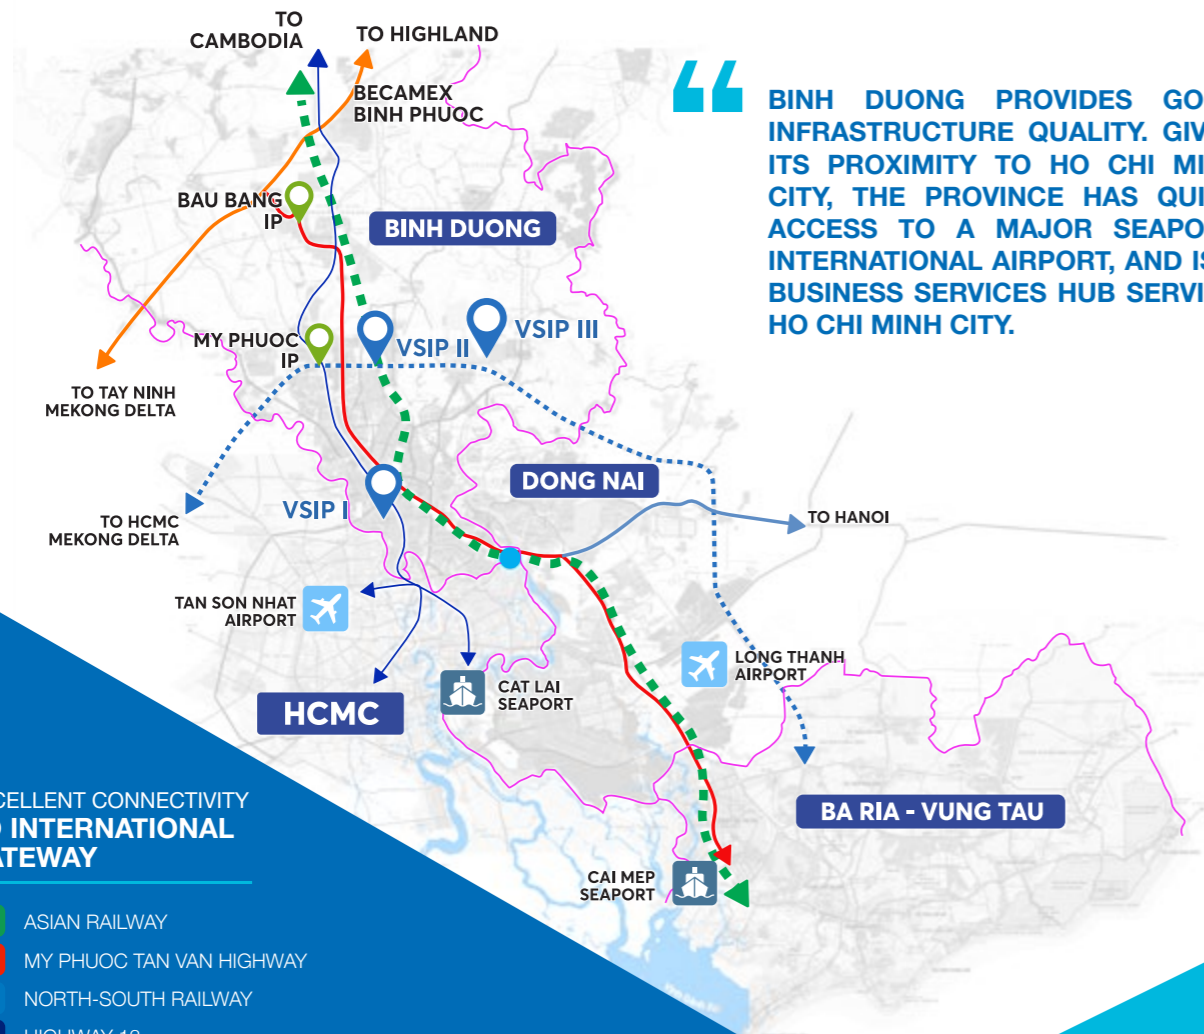 TO
CAMBODIA
TO HIGHLAND
BECAMEX
BINH PHUOC
BAU BANG
IP
BINH DUONG
MY PHUOC
IP
VSIP II
VSIP III
TO TAY NINH
MEKONG DELTA
VSIP I
DONG NAI
TO HCMC
MEKONG DELTA
TO HANOI
TAN SON NHAT
AIRPORT
LONG THANH
AIRPORT
CAT LAI
SEAPORT
HCMC
BA RIA - VUNG TAU
CAI MEP
SEAPORT
“
BINH DUONG PROVIDES GO
INFRASTRUCTURE QUALITY. GIV
ITS PROXIMITY TO HO CHI MI
CITY, THE PROVINCE HAS QUI
ACCESS TO A MAJOR SEAPO
INTERNATIONAL AIRPORT, AND IS
BUSINESS SERVICES HUB SERVI
HO CHI MINH CITY.
CELLENT CONNECTIVITY
INTERNATIONAL
ATEWAY
ASIAN RAILWAY
MY PHUOC TAN VAN HIGHWAY
NORTH-SOUTH RAILWAY
HIGHWAY 13